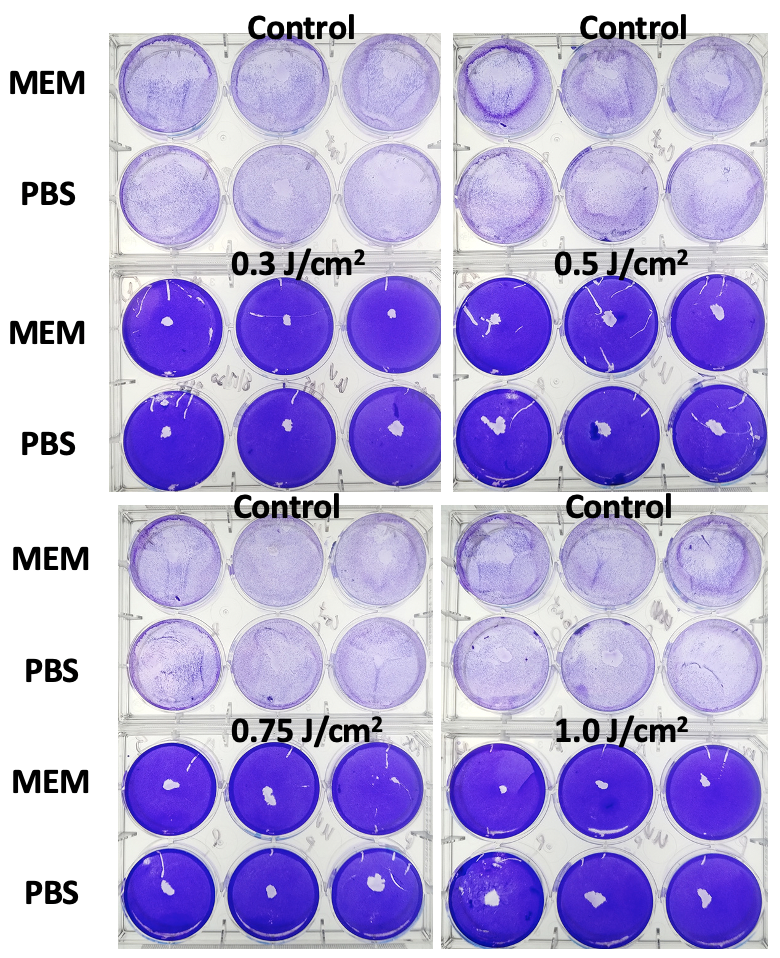 Control Control
MEM
PBS
0.3 J/cm² 0.5 J/cm²
MEM
PBS
Control Control
MEM
PBS
0.75 J/cm² 1.0 J/cm²
MEM
PBS